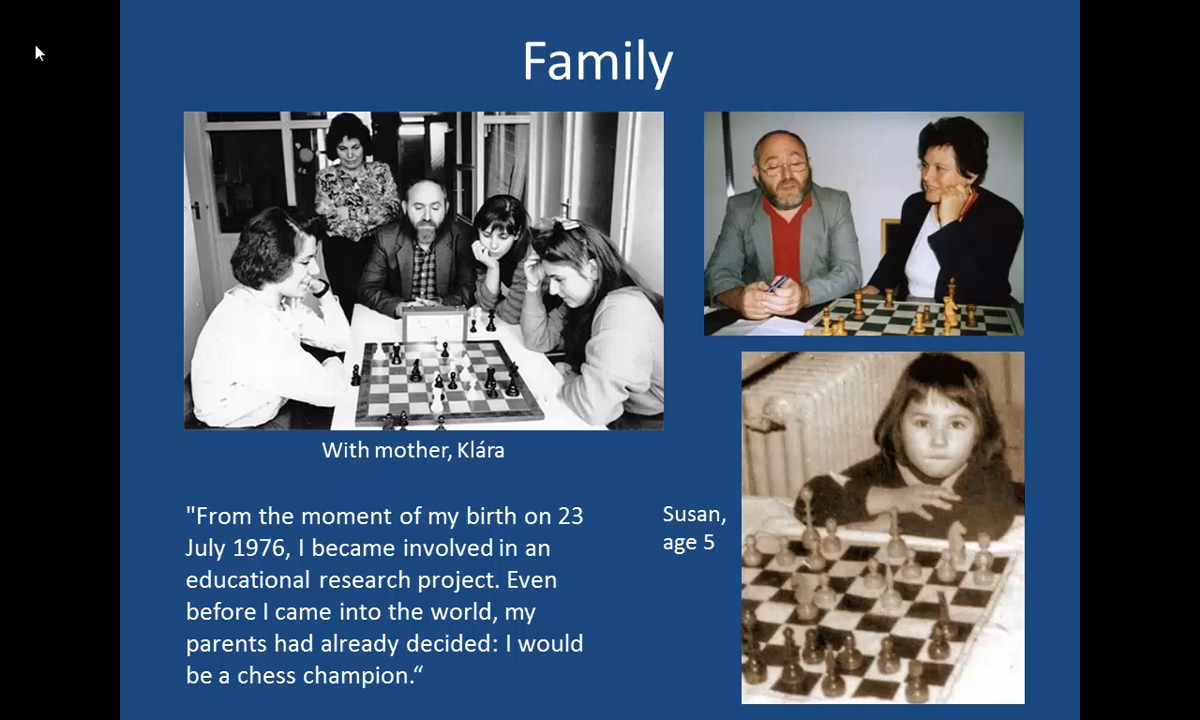 Family
With mother, Klára
"From the moment of my birth on 23
July 1976, I became involved in an
educational research project. Even
before I came into the world, my
parents had already decided: I would
be a chess champion.“
Susan,
age 5